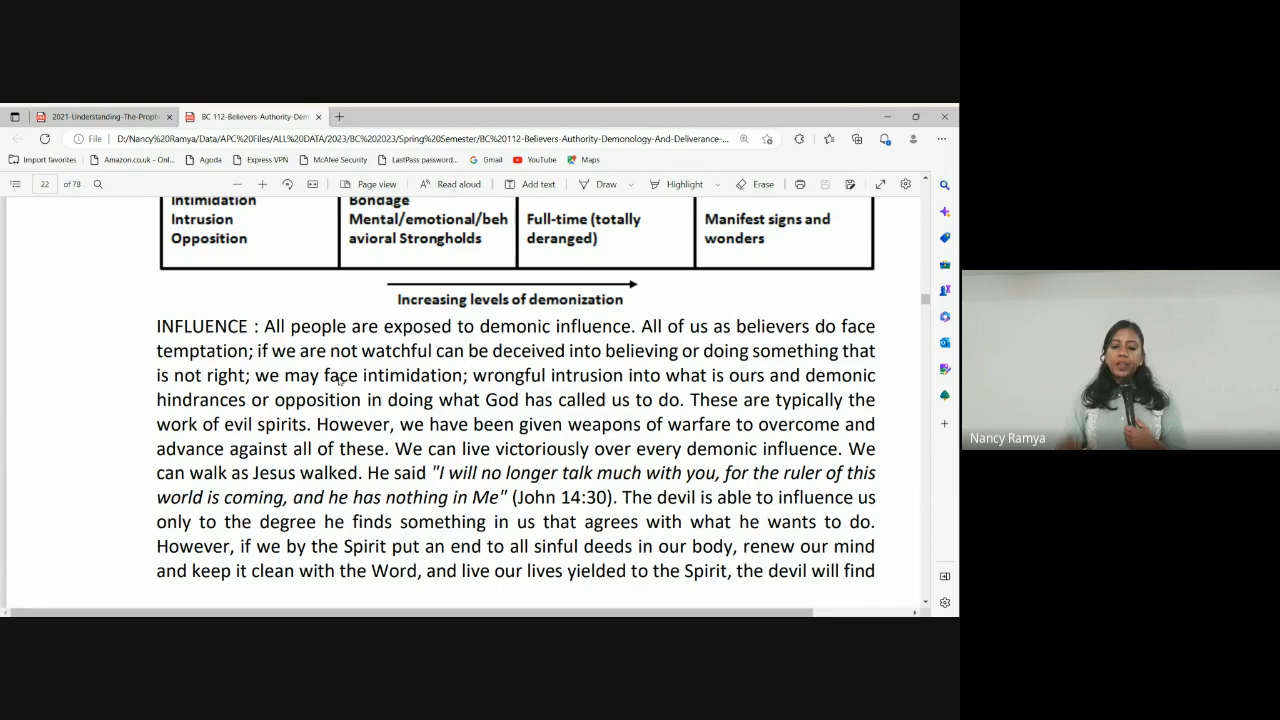 2021-Understanding-The-Proph
BC 112-Believers-Authority-Dem
File
D:/Nancy%20Ramya/Data/APC%20Files/ALL%20DATA/2023/BC%202023/Spring%20Semester/BC%20112-Believers-Authority-Demonology-And-Deliverance-...
Import favorites
Amazon.co.uk - Onl...
Agoda
Express VPN
McAfee Security
LastPass password...
Gmail
YouTube
Maps
22 of 78
Page view
Read aloud
Add text
Draw
Highlight
Erase
Intimidation
Intrusion
Opposition
Bondage
Mental/emotional/beh
avioral Strongholds
Full-time (totally
deranged)
Manifest signs and
wonders
Increasing levels of demonization
INFLUENCE : All people are exposed to demonic influence. All of us as believers do face
temptation; if we are not watchful can be deceived into believing or doing something that
is not right; we may face intimidation; wrongful intrusion into what is ours and demonic
hindrances or opposition in doing what God has called us to do. These are typically the
work of evil spirits. However, we have been given weapons of warfare to overcome and
advance against all of these. We can live victoriously over every demonic influence. We
can walk as Jesus walked. He said "I will no longer talk much with you, for the ruler of this
world is coming, and he has nothing in Me" (John 14:30). The devil is able to influence us
only to the degree he finds something in us that agrees with what he wants to do.
However, if we by the Spirit put an end to all sinful deeds in our body, renew our mind
and keep it clean with the Word, and live our lives yielded to the Spirit, the devil will find
Nancy Ramya